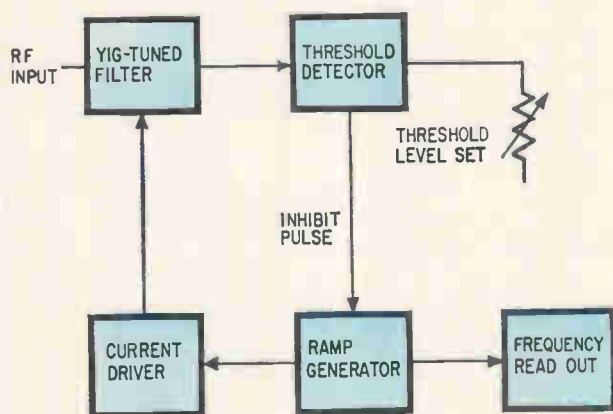 RF
INPUT
YIG-TUNED
FILTER
THRESHOLD
DETECTOR
THRESHOLD
LEVEL SET
INHIBIT
PULSE
CURRENT
DRIVER
RAMP
GENERATOR
FREQUENCY
READ OUT